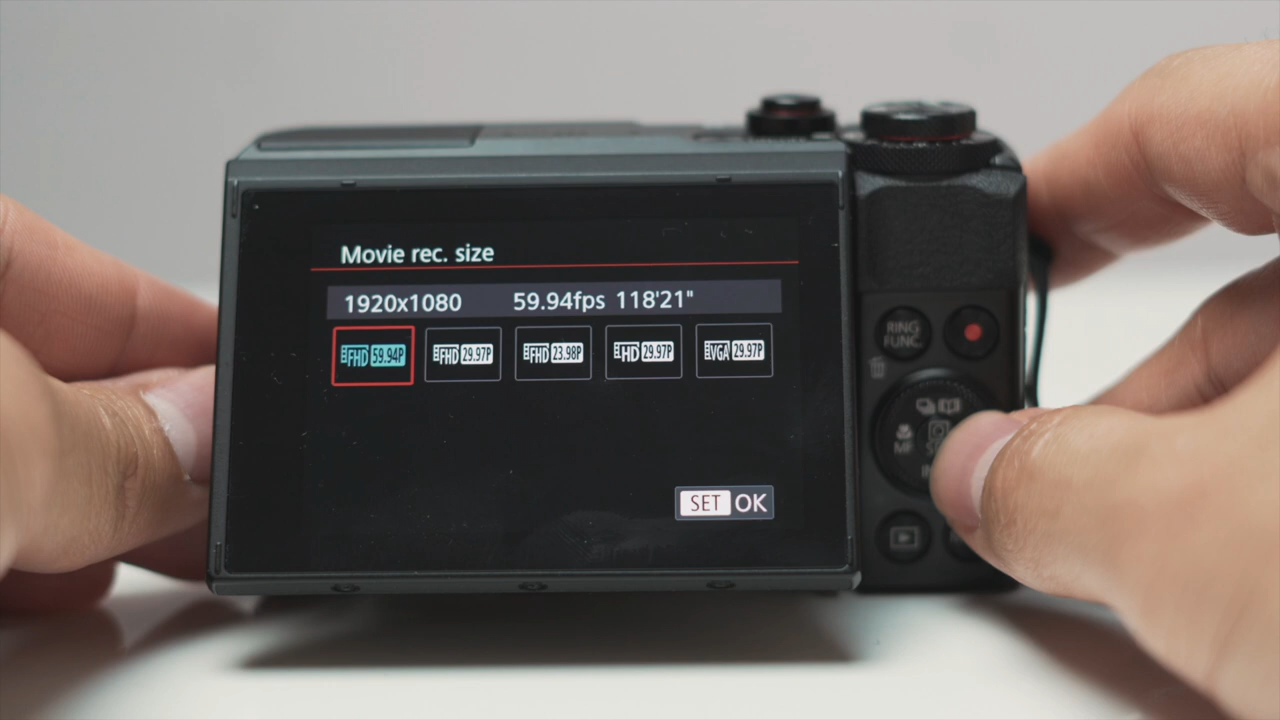 Movie rec. size
1920x1080 59.94fps 118'21"
FHD 59.94P FHD 29.97P FHD 23.98P HD 29.97P VGA 29.97P
SET OK
RING
FUNC.
MF